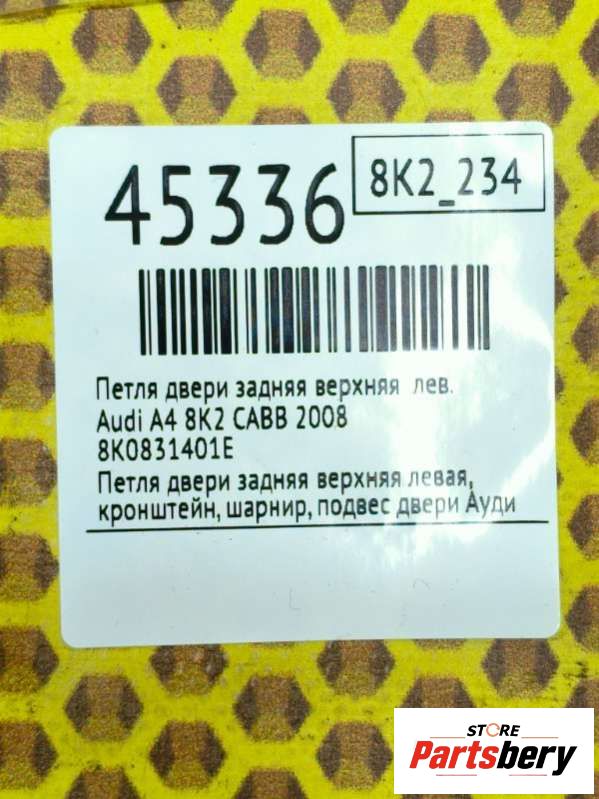 45336
8K2_234
Петля двери задняя верхняя лев.
Audi A4 8K2 CABB 2008
8K0831401E
Петля двери задняя верхняя левая,
кронштейн, шарнир, подвес двери Ауди
STORE
Partsbery